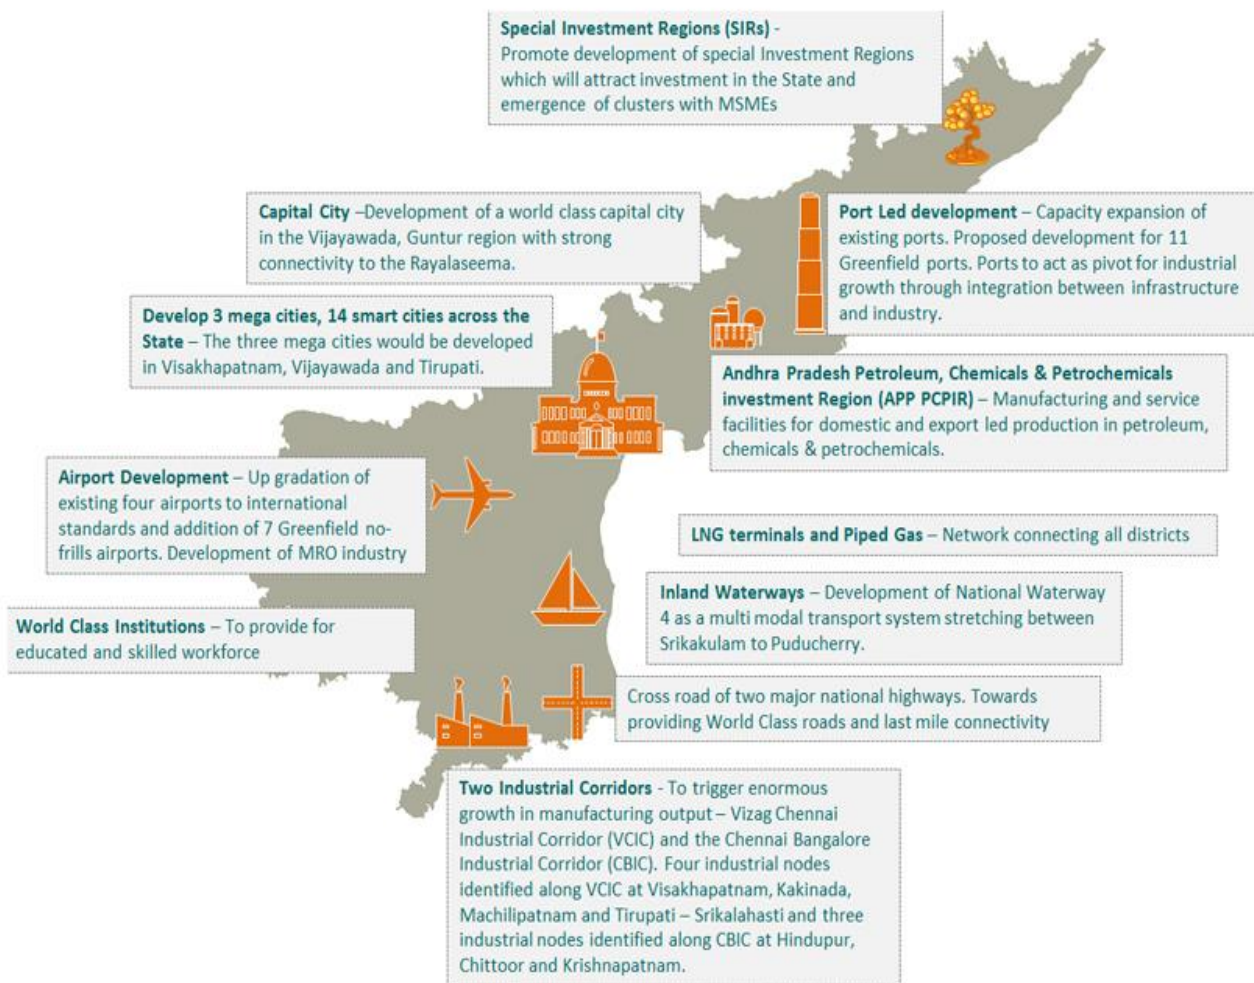 Special Investment Regions (SIRs) -
Promote development of special Investment Regions
which will attract investment in the State and
emergence of clusters with MSMEs
Capital City –Development of a world class capital city
in the Vijayawada, Guntur region with strong
connectivity to the Rayalaseema.
Port Led development – Capacity expansion of
existing ports. Proposed development for 11
Greenfield ports. Ports to act as pivot for industrial
growth through integration between infrastructure
and industry.
Develop 3 mega cities, 14 smart cities across the
State – The three mega cities would be developed
in Visakhapatnam, Vijayawada and Tirupati.
Andhra Pradesh Petroleum, Chemicals & Petrochemicals
investment Region (APP PCPIR) – Manufacturing and service
facilities for domestic and export led production in petroleum,
chemicals & petrochemicals.
Airport Development – Up gradation of
existing four airports to international
standards and addition of 7 Greenfield no-
frills airports. Development of MRO industry
LNG terminals and Piped Gas – Network connecting all districts
Inland Waterways – Development of National Waterway
4 as a multi modal transport system stretching between
Srikakulam to Puducherry.
World Class Institutions – To provide for
educated and skilled workforce
Cross road of two major national highways. Towards
providing World Class roads and last mile connectivity
Two Industrial Corridors - To trigger enormous
growth in manufacturing output – Vizag Chennai
Industrial Corridor (VCIC) and the Chennai Bangalore
Industrial Corridor (CBIC). Four industrial nodes
identified along VCIC at Visakhapatnam, Kakinada,
Machilipatnam and Tirupati – Srikalahasti and three
industrial nodes identified along CBIC at Hindupur,
Chittoor and Krishnapatnam.